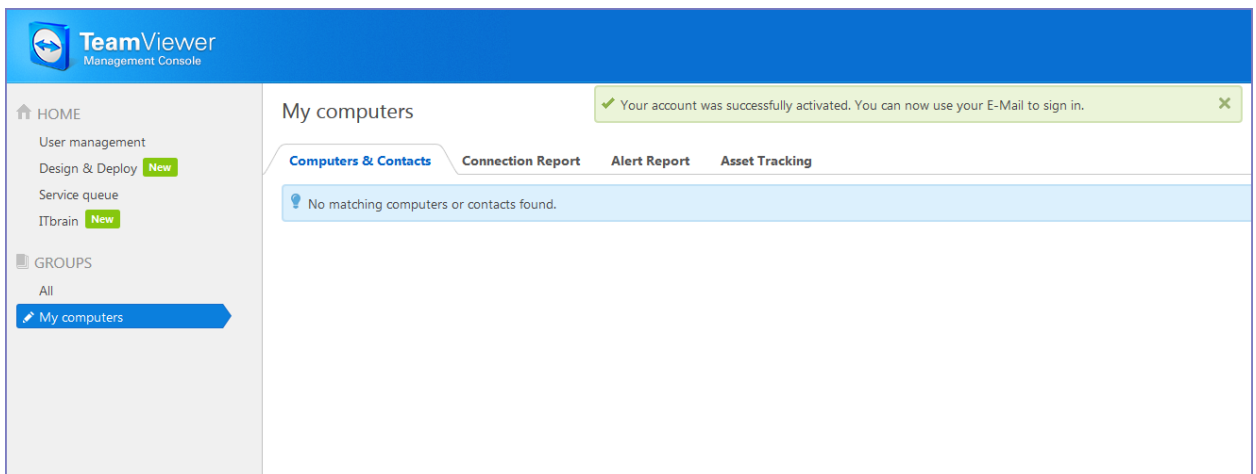 TeamViewer
Management Console
HOME
User management
Design & Deploy New
Service queue
ITbrain New
GROUPS
All
My computers
My computers
Your account was successfully activated. You can now use your E-Mail to sign in.
Computers & Contacts Connection Report Alert Report Asset Tracking
No matching computers or contacts found.